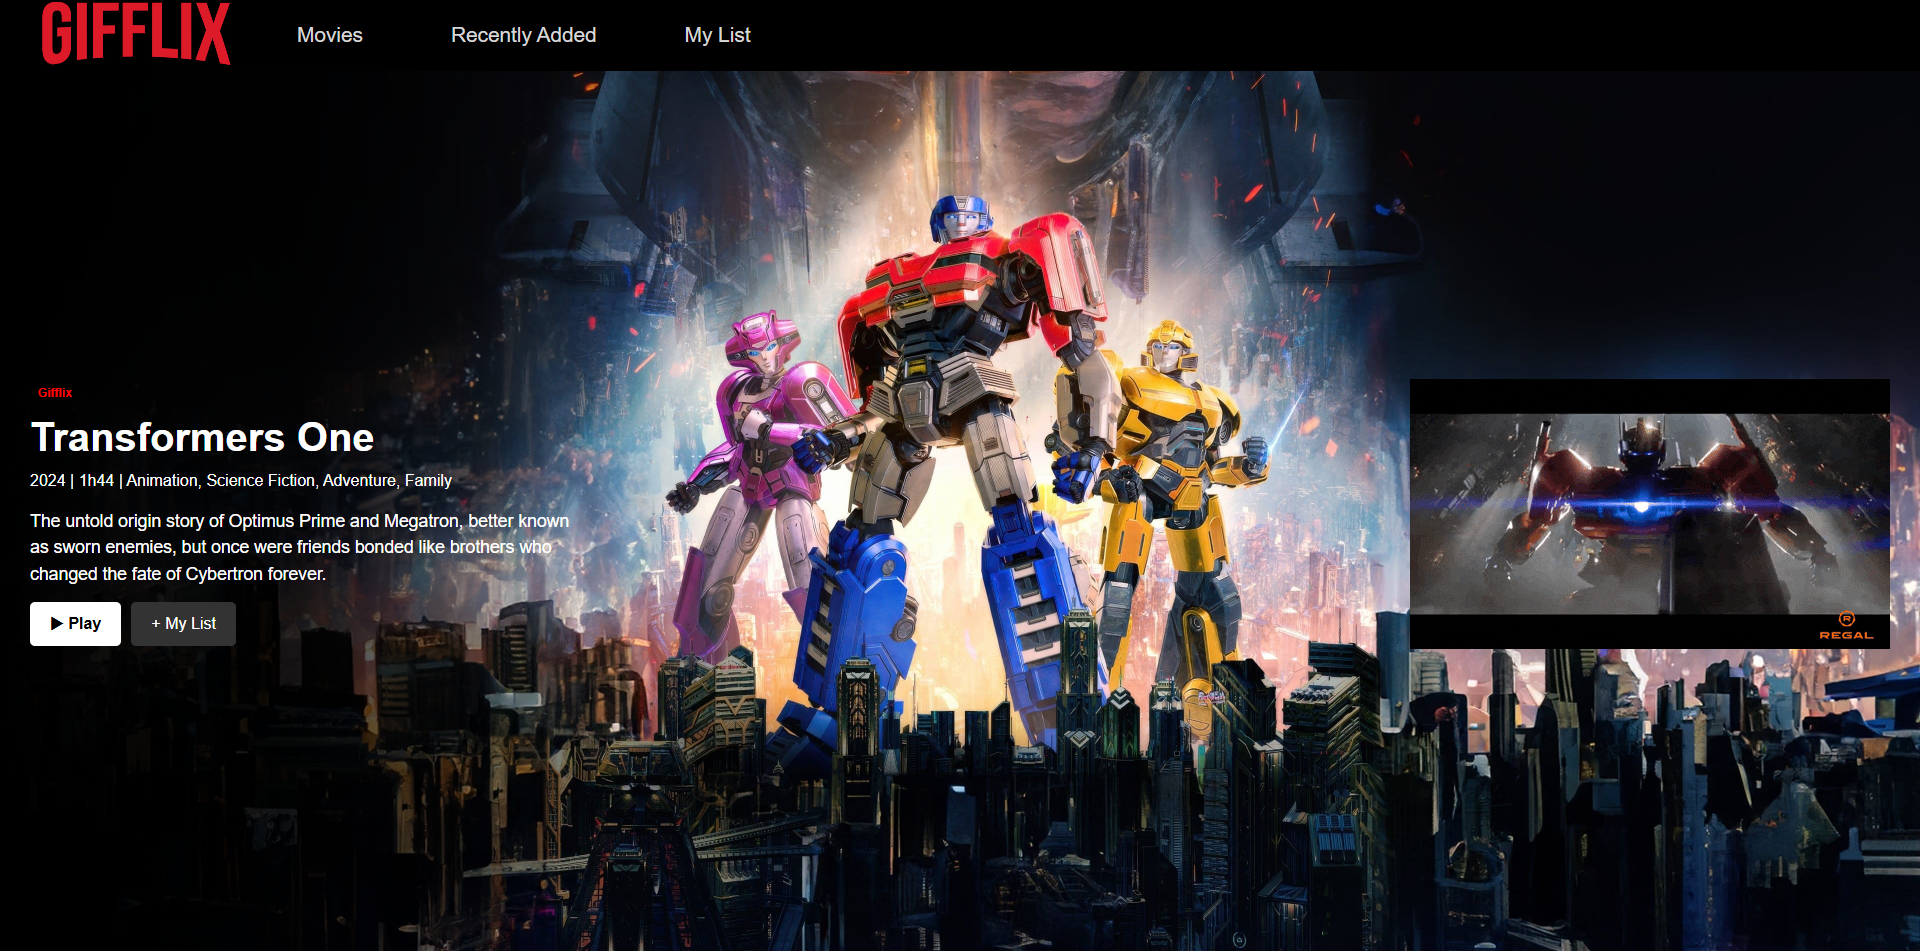 GIFFLIX
Movies
Recently Added
My List
Gifflix
Transformers One
2024 | 1h44 | Animation, Science Fiction, Adventure, Family
The untold origin story of Optimus Prime and Megatron, better known
as sworn enemies, but once were friends bonded like brothers who
changed the fate of Cybertron forever.
▶ Play
+ My List
R
REGAL